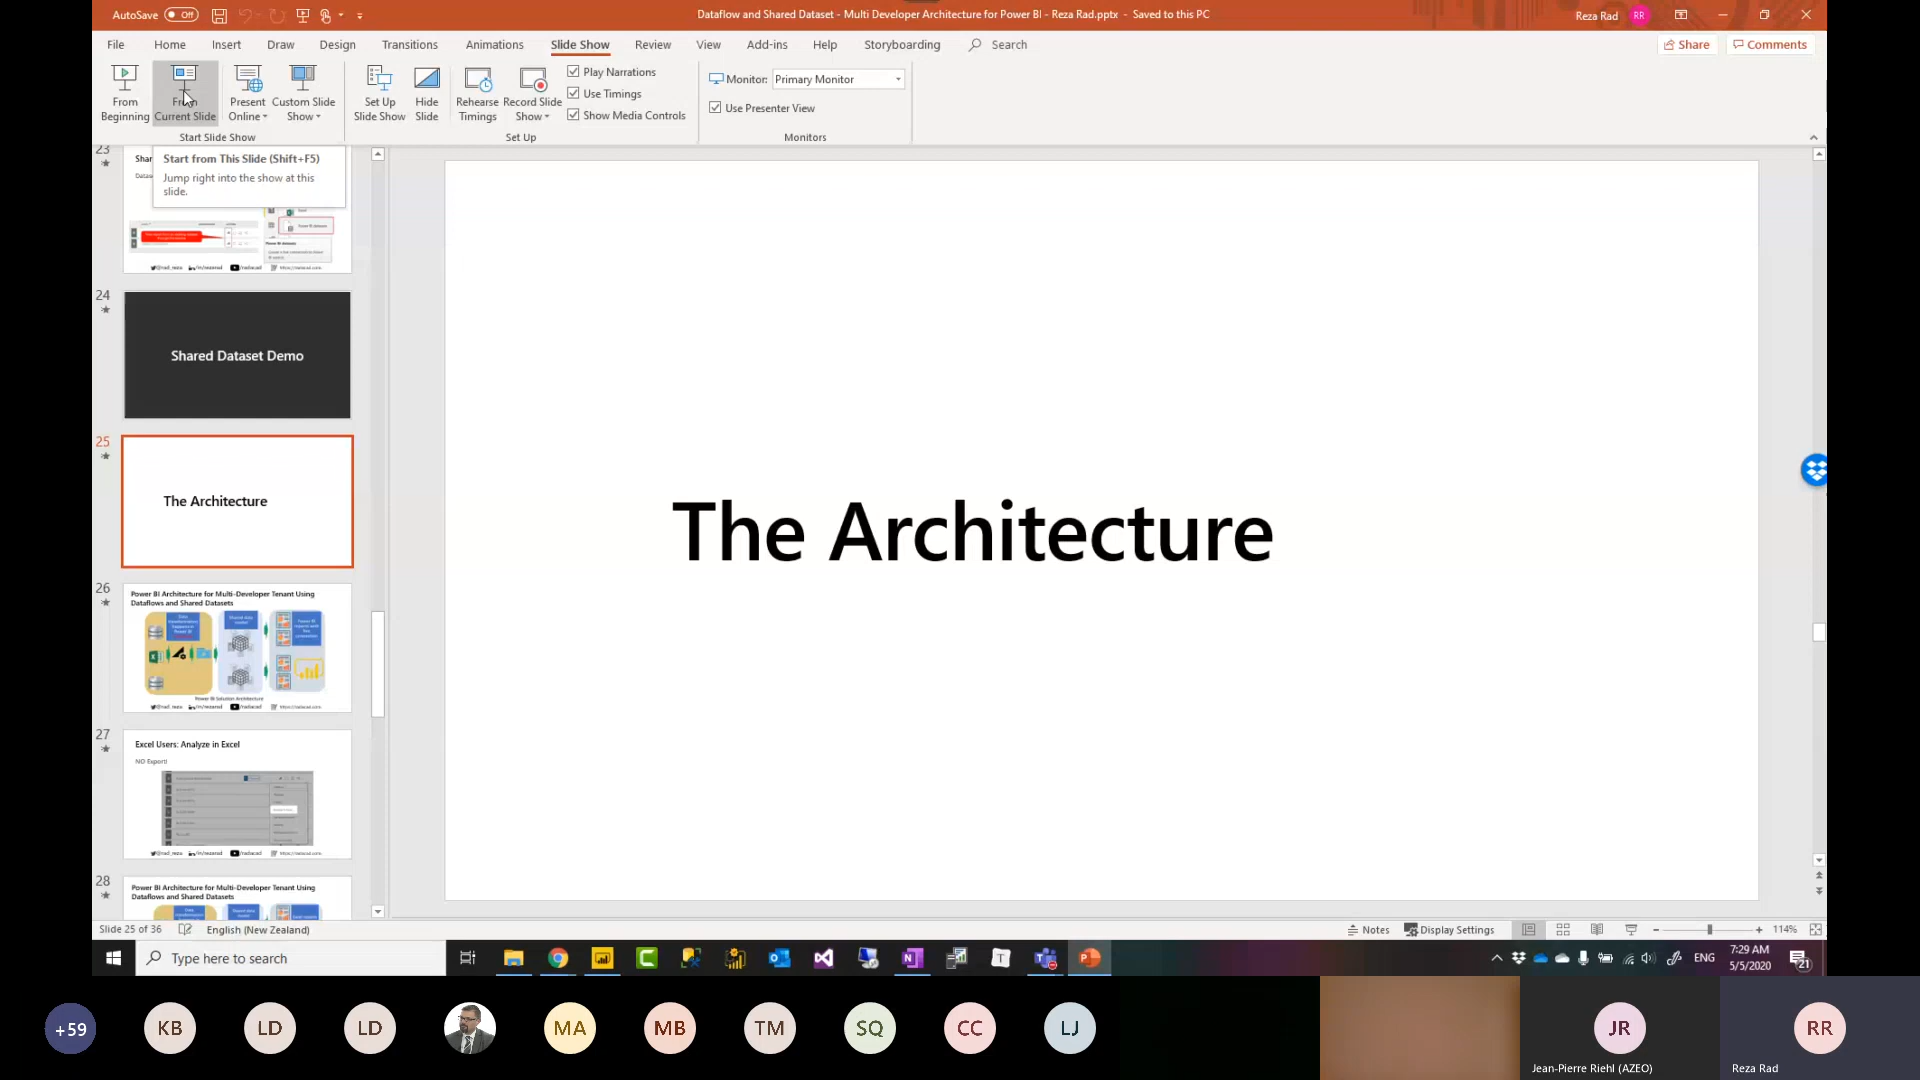 AutoSave Off
Dataflow and Shared Dataset - Multi Developer Architecture for Power BI - Reza Rad.pptx - Saved to this PC
Reza Rad RR
File Home Insert Draw Design Transitions Animations Slide Show Review View Add-ins Help Storyboarding Search
Share Comments
From Beginning
From Current Slide
Present Online
Custom Slide Show
Start Slide Show
Set Up Slide Show
Hide Slide
Rehearse Timings
Record Slide Show
Play Narrations
Use Timings
Show Media Controls
Set Up
Monitor: Primary Monitor
Use Presenter View
Monitors
Start from This Slide (Shift+F5)
Jump right into the show at this
slide.
23
24
Shared Dataset Demo
25
The Architecture
26
Power BI Architecture for Multi-Developer Tenant Using
Dataflows and Shared Datasets
Power BI Solution Architecture
27
Excel Users: Analyze in Excel
NO Export!
28
Power BI Architecture for Multi-Developer Tenant Using
Dataflows and Shared Datasets
The Architecture
Slide 25 of 36 English (New Zealand)
Notes Display Settings 114%
Type here to search
ENG
7:29 AM
5/5/2020
21
+59 KB LD LD MA MB TM SQ CC LJ JR RR
Jean-Pierre Riehl (AZEO)
Reza Rad